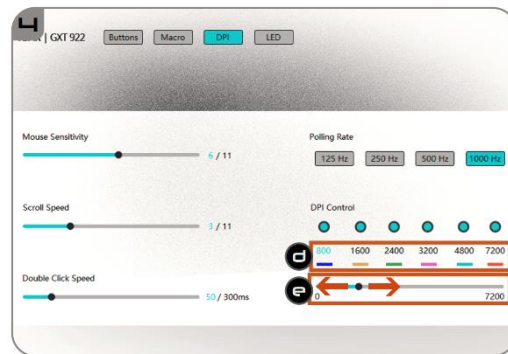 4
| GXT 922 Buttons Macro DPI LED
Mouse Sensitivity
6 / 11
Polling Rate
125 Hz 250 Hz 500 Hz 1000 Hz
Scroll Speed
3 / 11
DPI Control
d
800 1600 2400 3200 4800 7200
Double Click Speed
50 / 300ms
e
0 7200